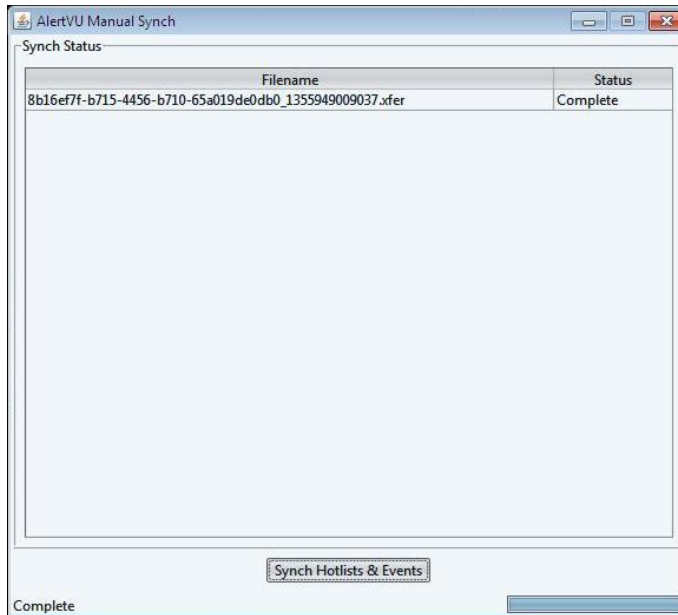 AlertVU Manual Synch
Synch Status
Filename Status
8b16ef7f-b715-4456-b710-65a019de0db0_1355949009037.xfer Complete
Synch Hotlists & Events
Complete